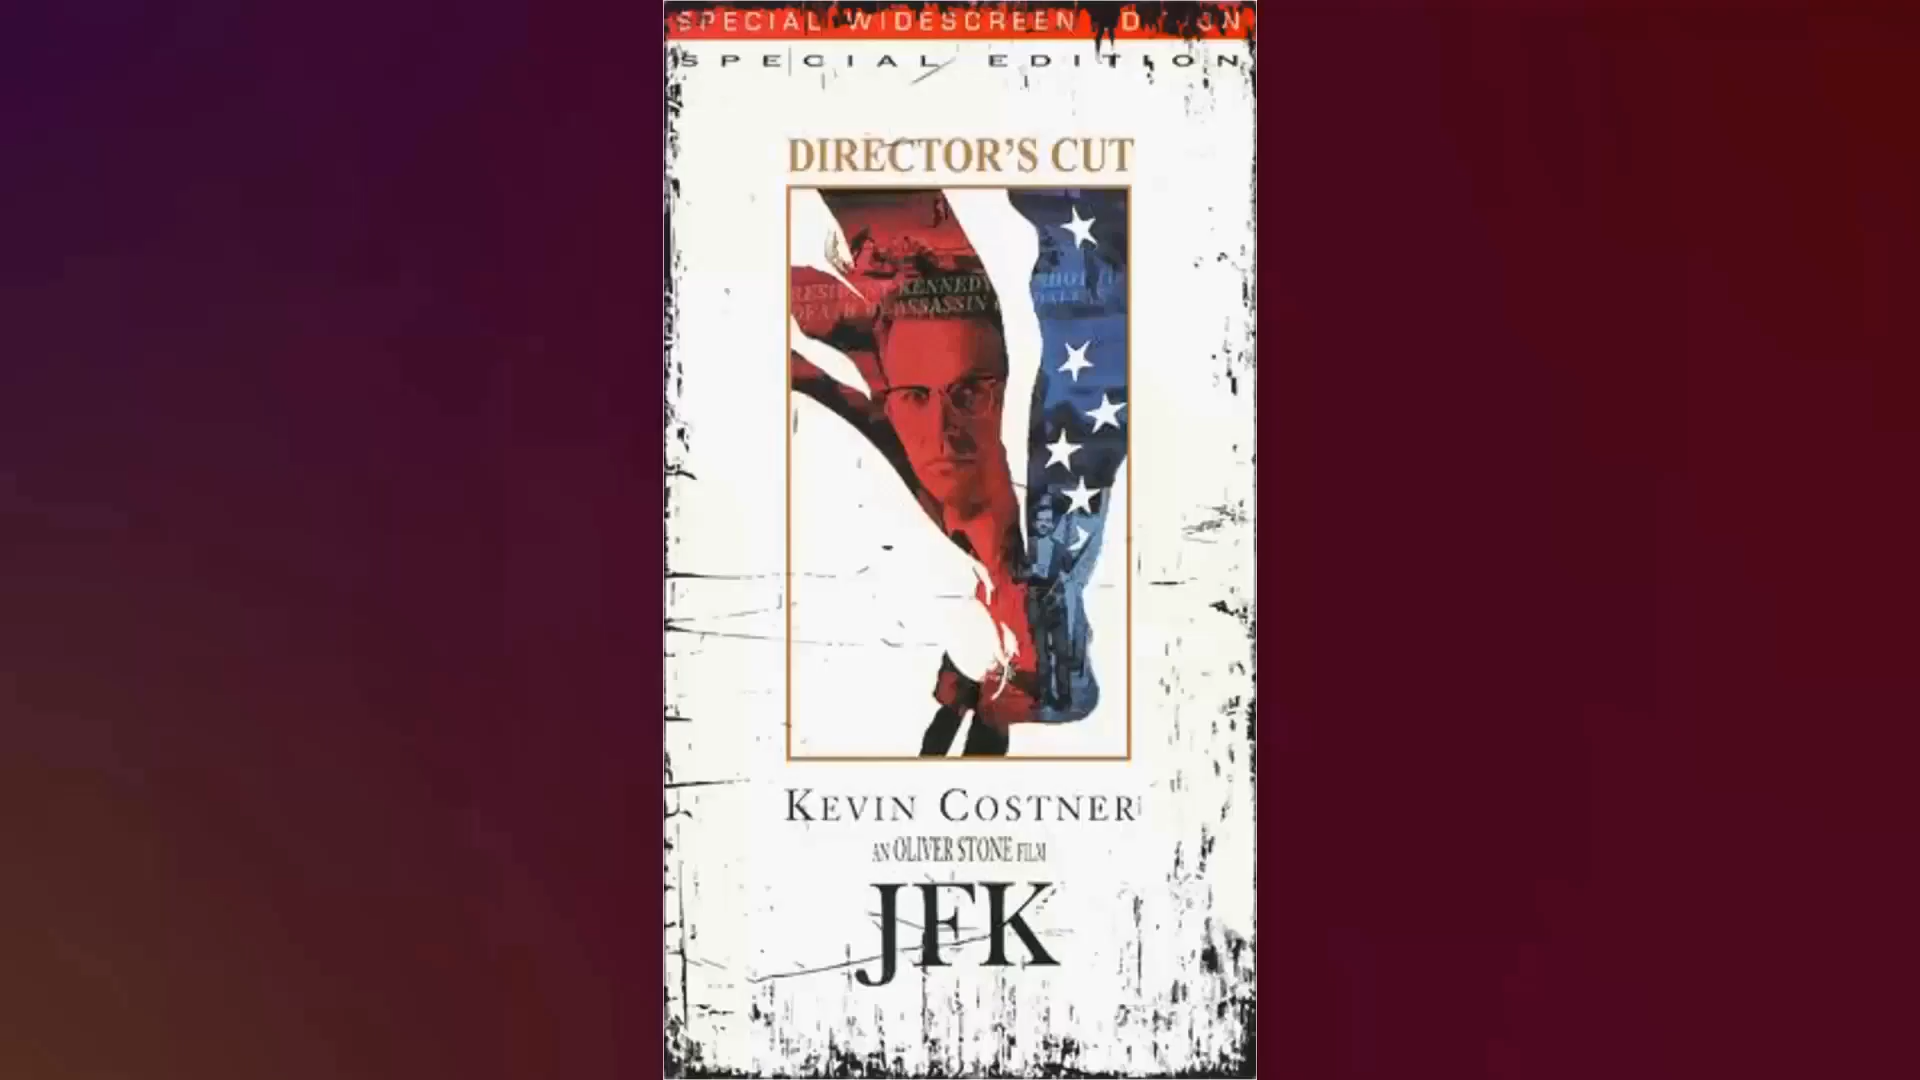 SPECIAL WIDESCREEN
SPECIAL EDITION
DIRECTOR'S CUT
KENNEDY
ASSASSIN
KEVIN COSTNER
AN OLIVER STONE FILM
JFK